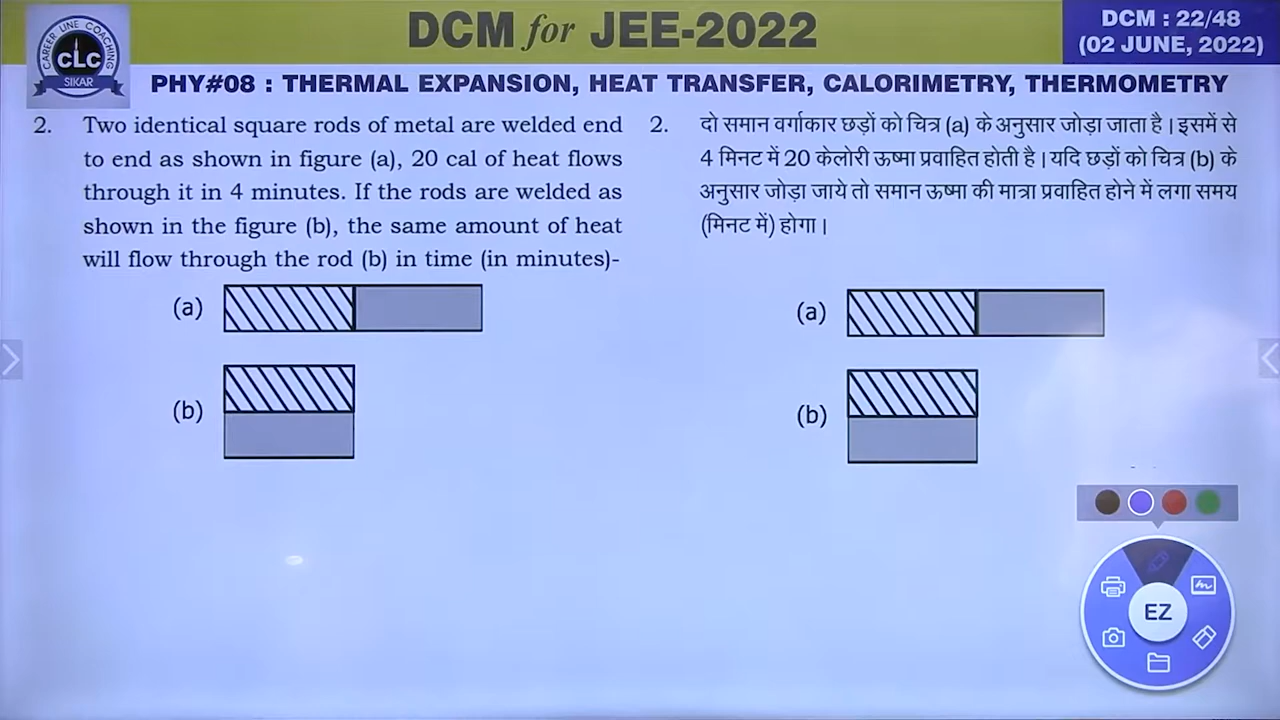 CAREER LINE COACHING
CLC
SIKAR
DCM for JEE-2022
DCM : 22/48
(02 JUNE, 2022)
PHY#08 : THERMAL EXPANSION, HEAT TRANSFER, CALORIMETRY, THERMOMETRY
2. Two identical square rods of metal are welded end
to end as shown in figure (a), 20 cal of heat flows
through it in 4 minutes. If the rods are welded as
shown in the figure (b), the same amount of heat
will flow through the rod (b) in time (in minutes)-
(a)
(b)
2. दो समान वर्गाकार छड़ों को चित्र (a) के अनुसार जोड़ा जाता है। इसमें से
4 मिनट में 20 केलोरी ऊष्मा प्रवाहित होती है। यदि छड़ों को चित्र (b) के
अनुसार जोड़ा जाये तो समान ऊष्मा की मात्रा प्रवाहित होने में लगा समय
(मिनट में) होगा।
(a)
(b)
EZ